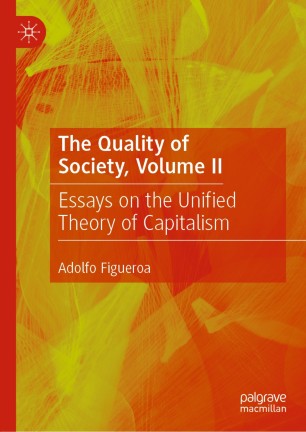 The Quality of
Society, Volume II
Essays on the Unified
Theory of Capitalism
Adolfo Figueroa
palgrave
macmillan